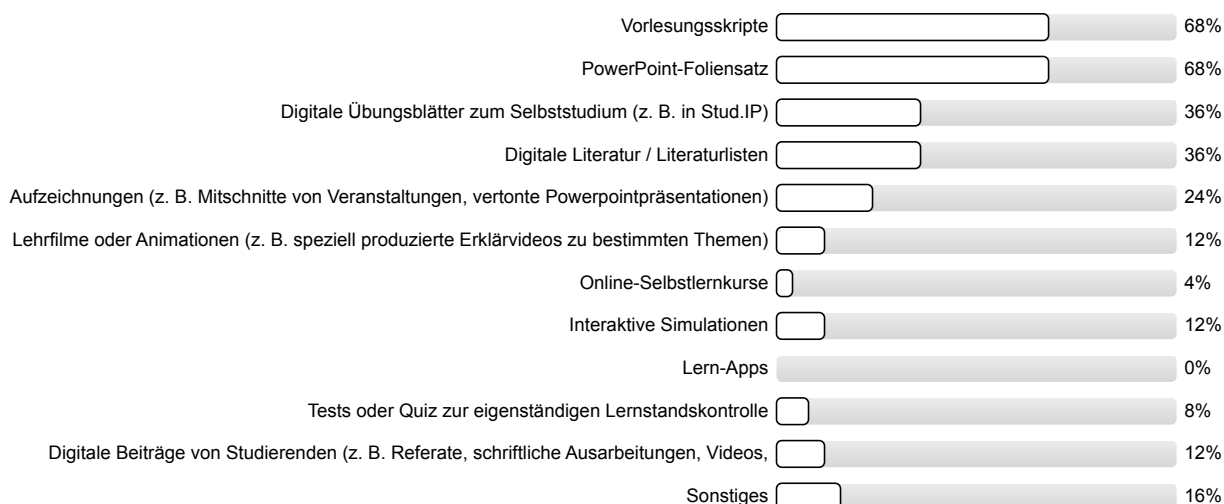 Vorlesungsskripte 68%
PowerPoint-Foliensatz 68%
Digitale Übungsblätter zum Selbststudium (z. B. in Stud.IP) 36%
Digitale Literatur / Literaturlisten 36%
Aufzeichnungen (z. B. Mitschnitte von Veranstaltungen, vertonte Powerpointpräsentationen) 24%
Lehrfilme oder Animationen (z. B. speziell produzierte Erklärvideos zu bestimmten Themen) 12%
Online-Selbstlernkurse 4%
Interaktive Simulationen 12%
Lern-Apps 0%
Tests oder Quiz zur eigenständigen Lernstandskontrolle 8%
Digitale Beiträge von Studierenden (z. B. Referate, schriftliche Ausarbeitungen, Videos, 12%
Sonstiges 16%